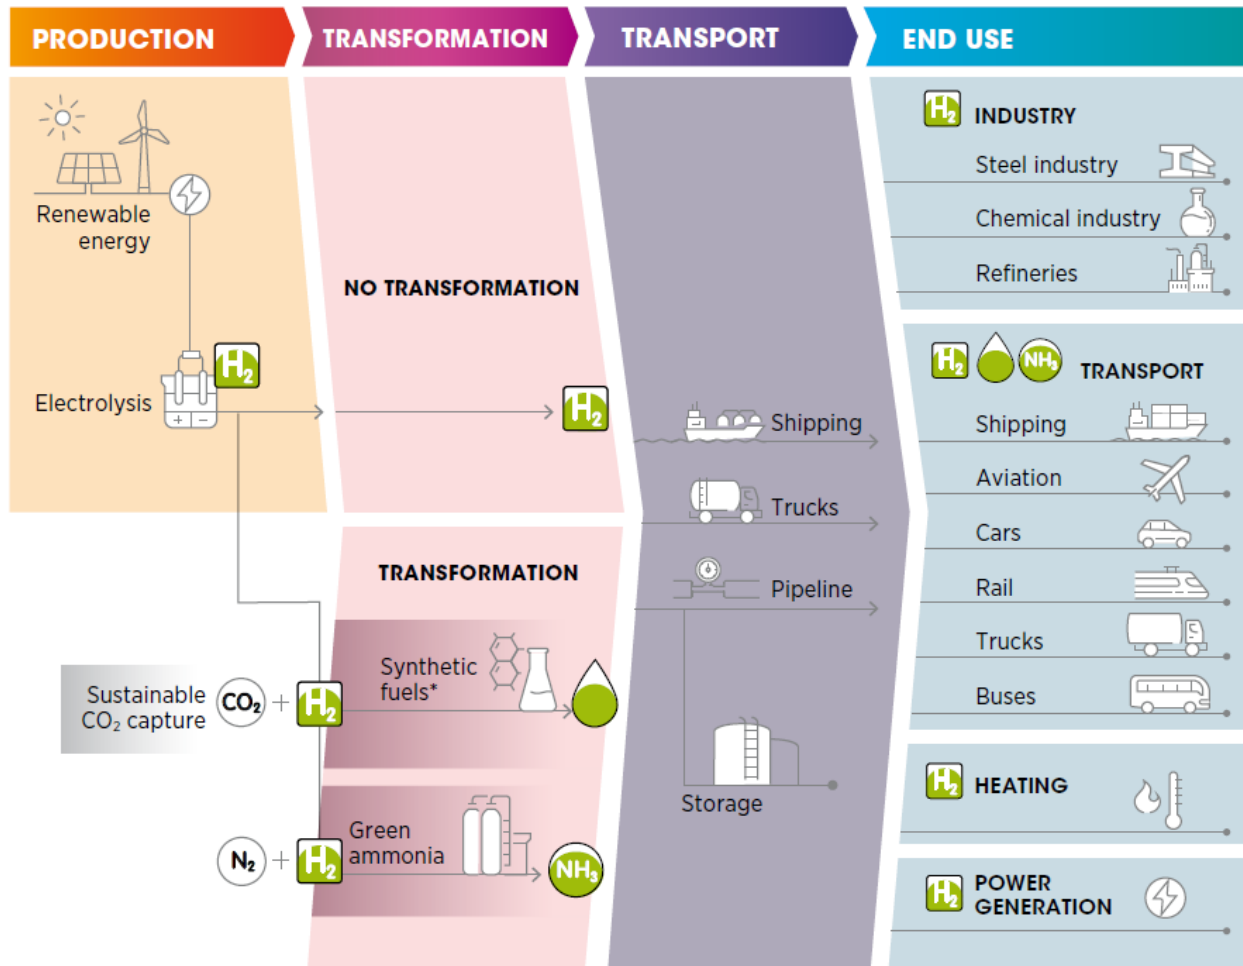 PRODUCTION
TRANSFORMATION
TRANSPORT
END USE
Renewable
energy
Electrolysis
+ −
H₂
NO TRANSFORMATION
H₂
TRANSFORMATION
Sustainable
CO₂ capture
CO₂ + H₂
Synthetic
fuels*
N₂ + H₂
Green
ammonia
NH₃
Shipping
Trucks
Pipeline
Storage
H₂ INDUSTRY
Steel industry
Chemical industry
Refineries
H₂ NH₃ TRANSPORT
Shipping
Aviation
Cars
Rail
Trucks
Buses
H₂ HEATING
H₂ POWER
GENERATION